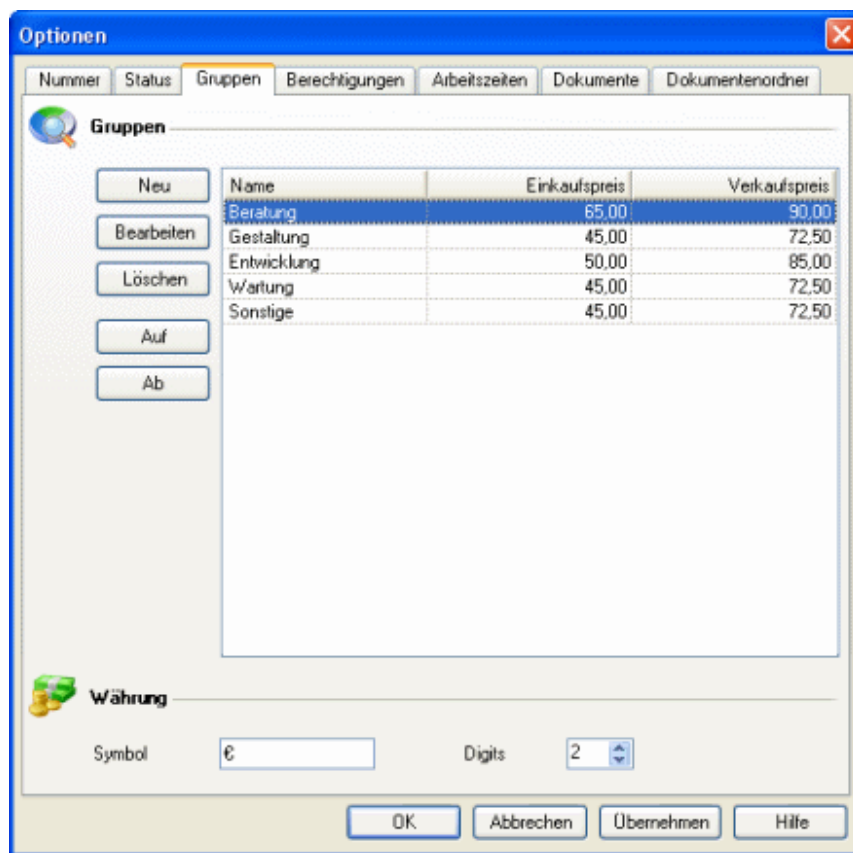 Optionen
Nummer Status Gruppen Berechtigungen Arbeitszeiten Dokumente Dokumentenordner
Gruppen
Neu
Bearbeiten
Löschen
Auf
Ab
Name Einkaufspreis Verkaufspreis
Beratung 65,00 90,00
Gestaltung 45,00 72,50
Entwicklung 50,00 85,00
Wartung 45,00 72,50
Sonstige 45,00 72,50
Währung
Symbol € Digits 2
OK Abbrechen Übernehmen Hilfe